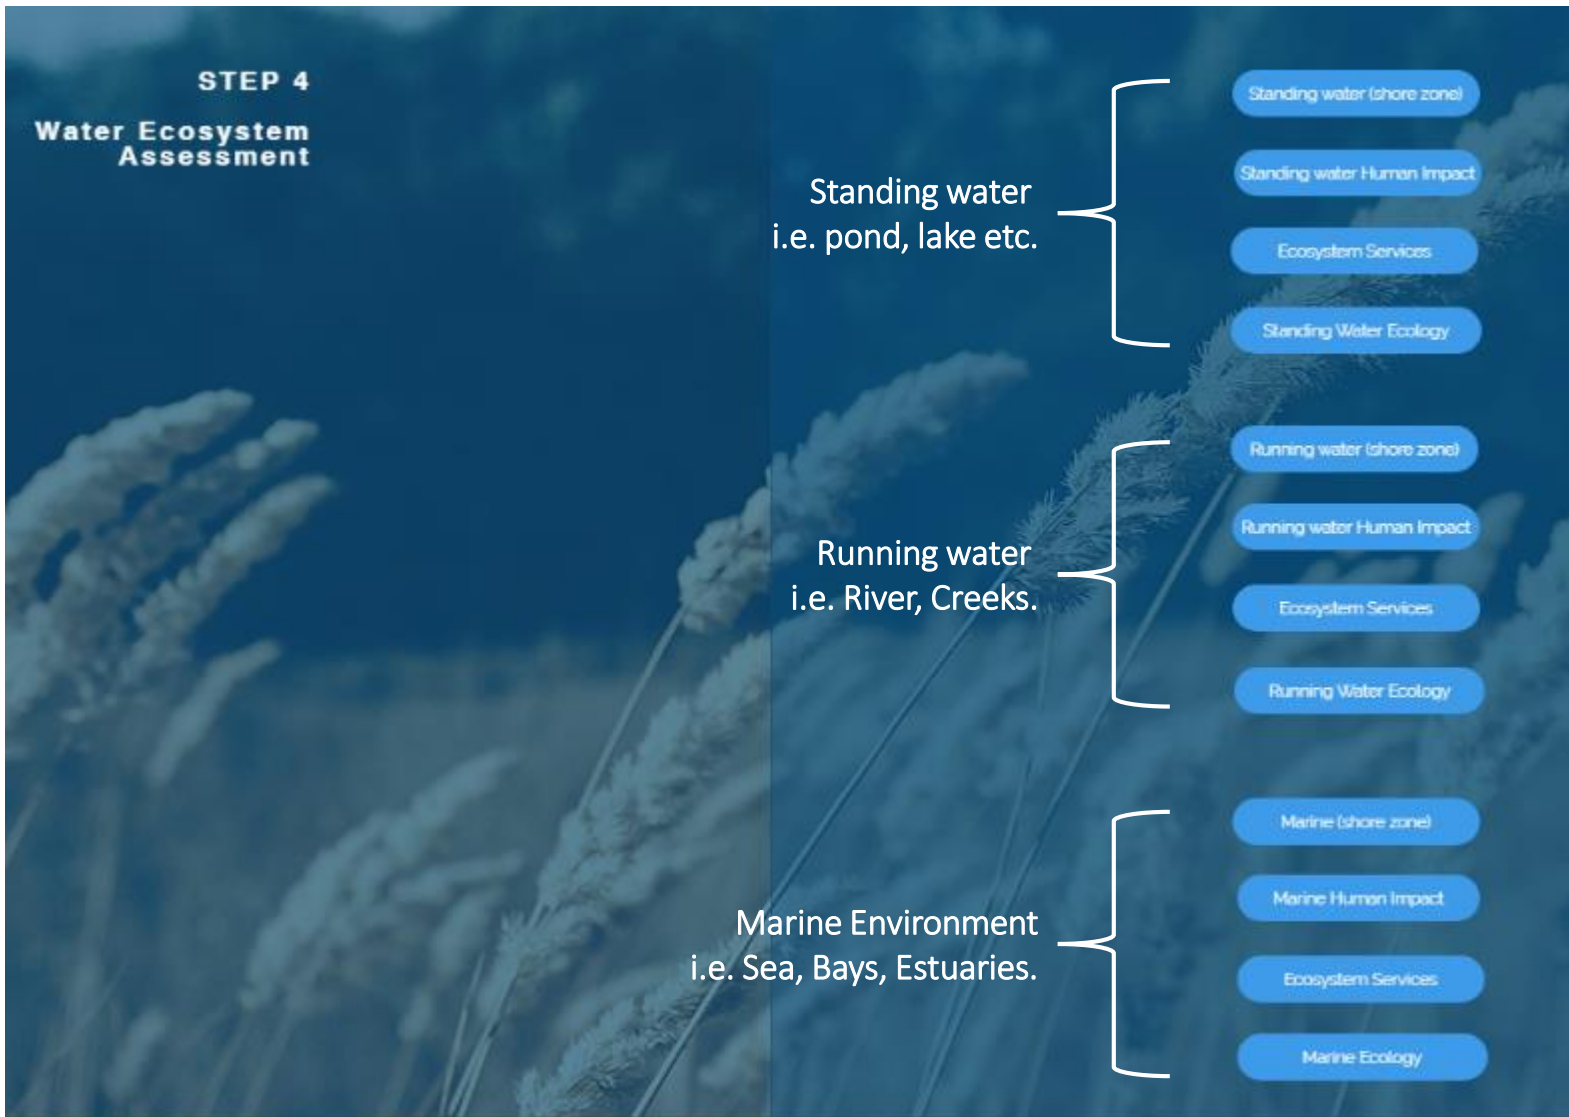 STEP 4
Water Ecosystem
Assessment
Standing water
i.e. pond, lake etc.
Standing water (shore zone)
Standing water Human Impact
Ecosystem Services
Standing Water Ecology
Running water
i.e. River, Creeks.
Running water (shore zone)
Running water Human Impact
Ecosystem Services
Running Water Ecology
Marine Environment
i.e. Sea, Bays, Estuaries.
Marine (shore zone)
Marine Human Impact
Ecosystem Services
Marine Ecology